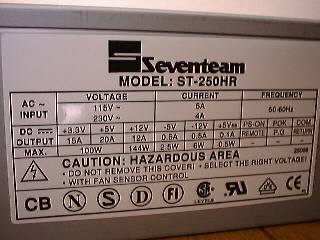 Seventeam
MODEL: ST-250HR
VOLTAGE CURRENT FREQUENCY
AC ~ INPUT 115V~ 6A 50-60Hz
230V~ 4A
DC +3.3V +5V +12V -5V -12V +5VSB PS-ON POK COM
OUTPUT 15A 20A 12A 0.5A 0.5A 0.1A REMOTE P.G RETURN
MAX. 100W 144W 2.5W 6W 0.5W
CAUTION: HAZARDOUS AREA
• DO NOT REMOVE THIS COVER! • SELECT THE RIGHT VOLTAGE!
• WITH FAN SENSOR CONTROL
CB N S D FI